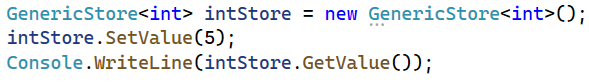 GenericStore<int> intStore = new GenericStore<int>();
intStore.SetValue(5);
Console.WriteLine(intStore.GetValue());